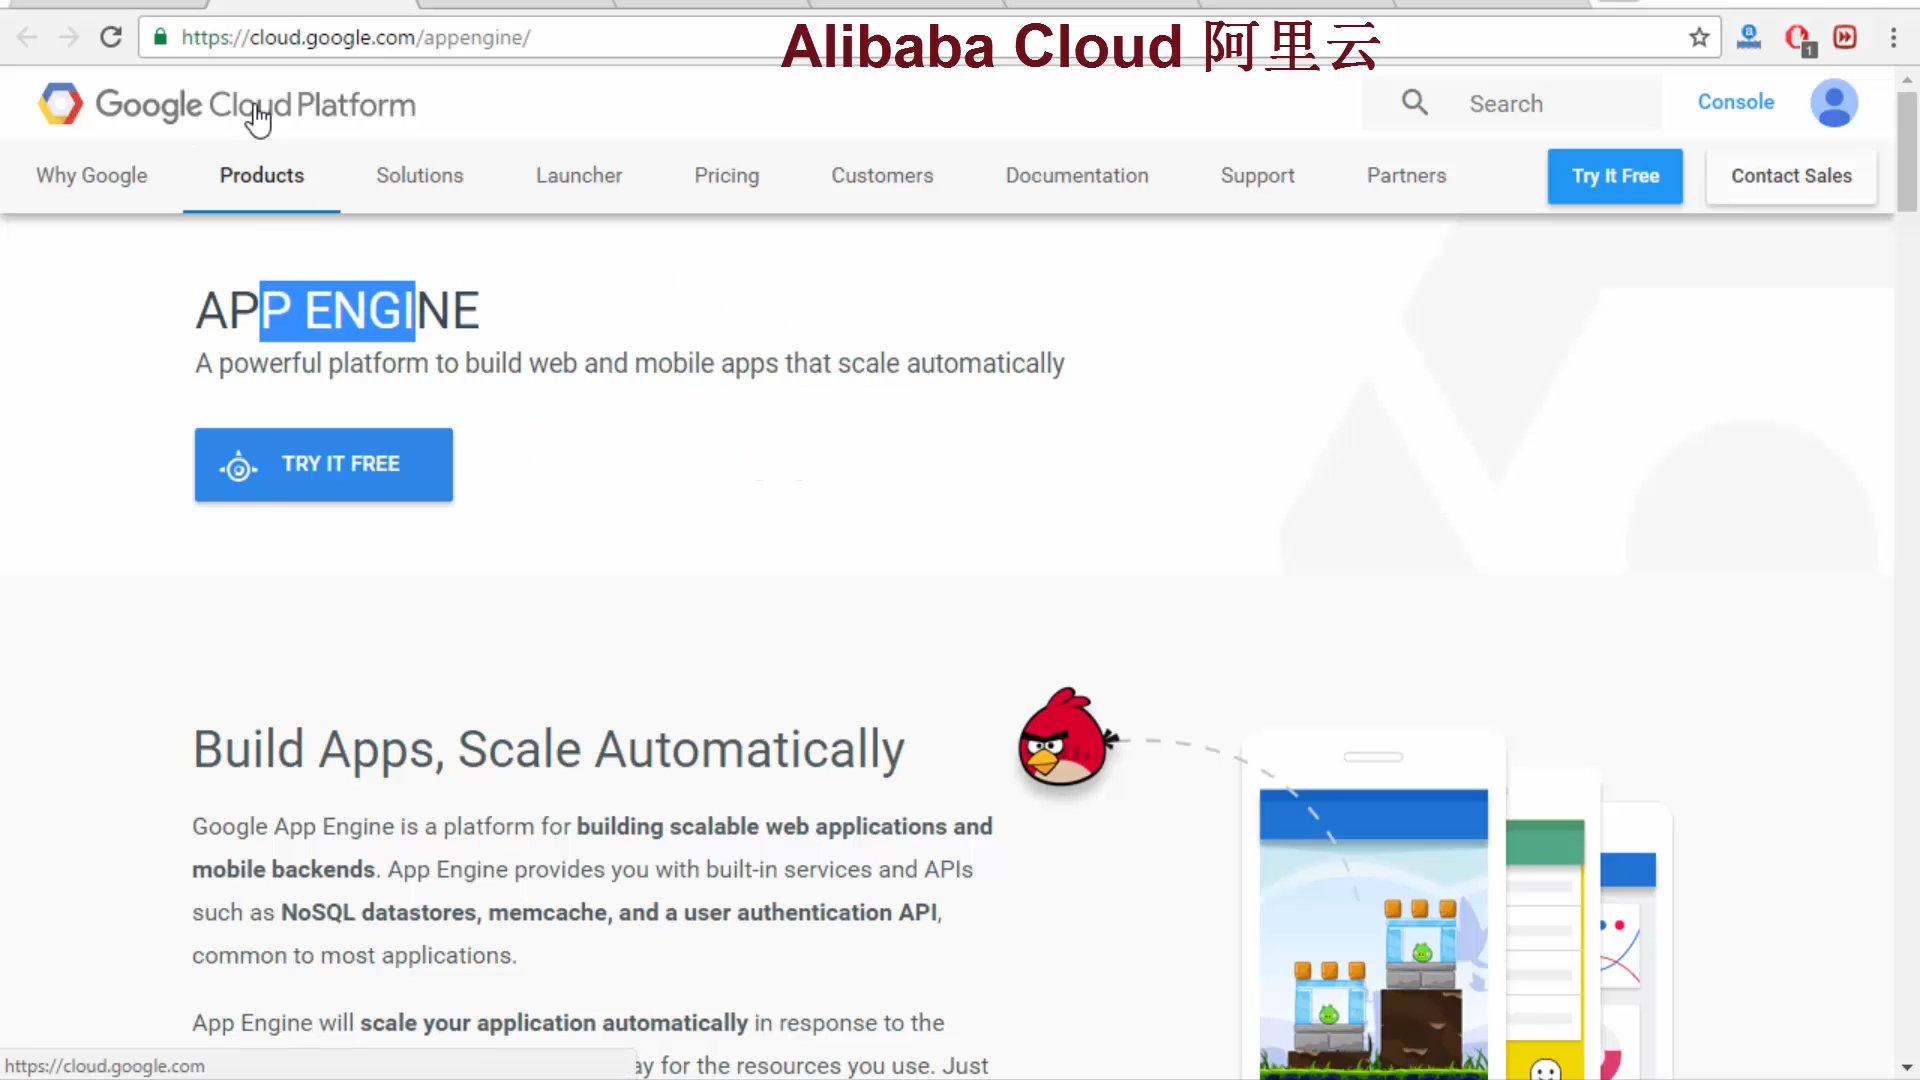 https://cloud.google.com/appengine/
Alibaba Cloud 阿里云
1
Google Cloud Platform
Search
Console
Why Google
Products
Solutions
Launcher
Pricing
Customers
Documentation
Support
Partners
Try It Free
Contact Sales
APP ENGINE
A powerful platform to build web and mobile apps that scale automatically
TRY IT FREE
Build Apps, Scale Automatically
Google App Engine is a platform for building scalable web applications and
mobile backends. App Engine provides you with built-in services and APIs
such as NoSQL datastores, memcache, and a user authentication API,
common to most applications.
App Engine will scale your application automatically in response to the
ay for the resources you use. Just
https://cloud.google.com